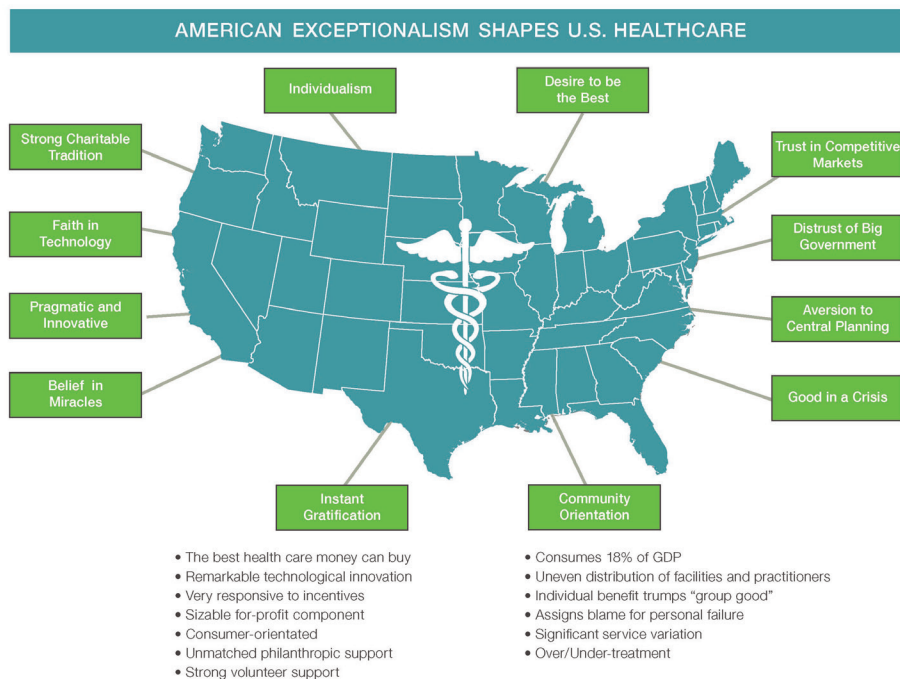 AMERICAN EXCEPTIONALISM SHAPES U.S. HEALTHCARE
Individualism
Desire to be
the Best
Strong Charitable
Tradition
Trust in Competitive
Markets
Faith in
Technology
Distrust of Big
Government
Pragmatic and
Innovative
Aversion to
Central Planning
Belief in
Miracles
Good in a Crisis
Instant
Gratification
Community
Orientation
• The best health care money can buy
• Remarkable technological innovation
• Very responsive to incentives
• Sizable for-profit component
• Consumer-orientated
• Unmatched philanthropic support
• Strong volunteer support
• Consumes 18% of GDP
• Uneven distribution of facilities and practitioners
• Individual benefit trumps “group good”
• Assigns blame for personal failure
• Significant service variation
• Over/Under-treatment